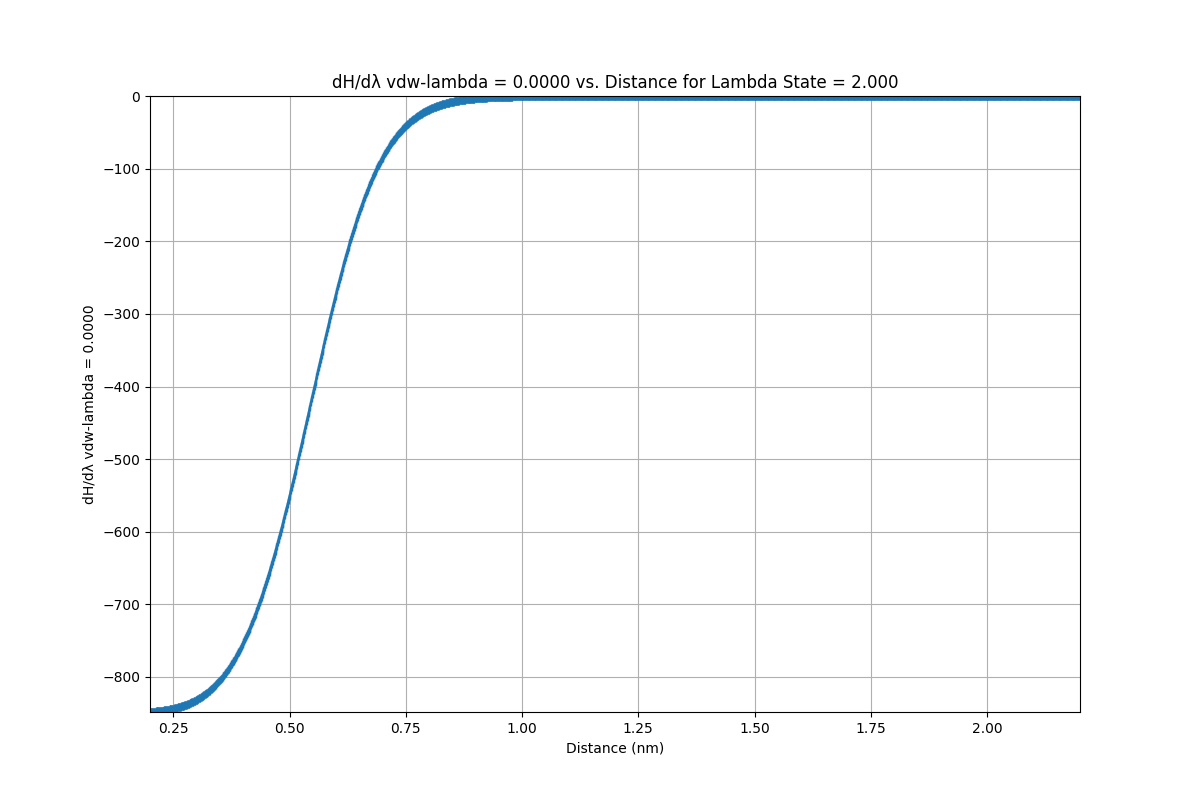 dH/dλ vdw-lambda = 0.0000 vs. Distance for Lambda State = 2.000
0
−100
−200
−300
−400
−500
−600
−700
−800
dH/dλ vdw-lambda = 0.0000
0.25 0.50 0.75 1.00 1.25 1.50 1.75 2.00
Distance (nm)